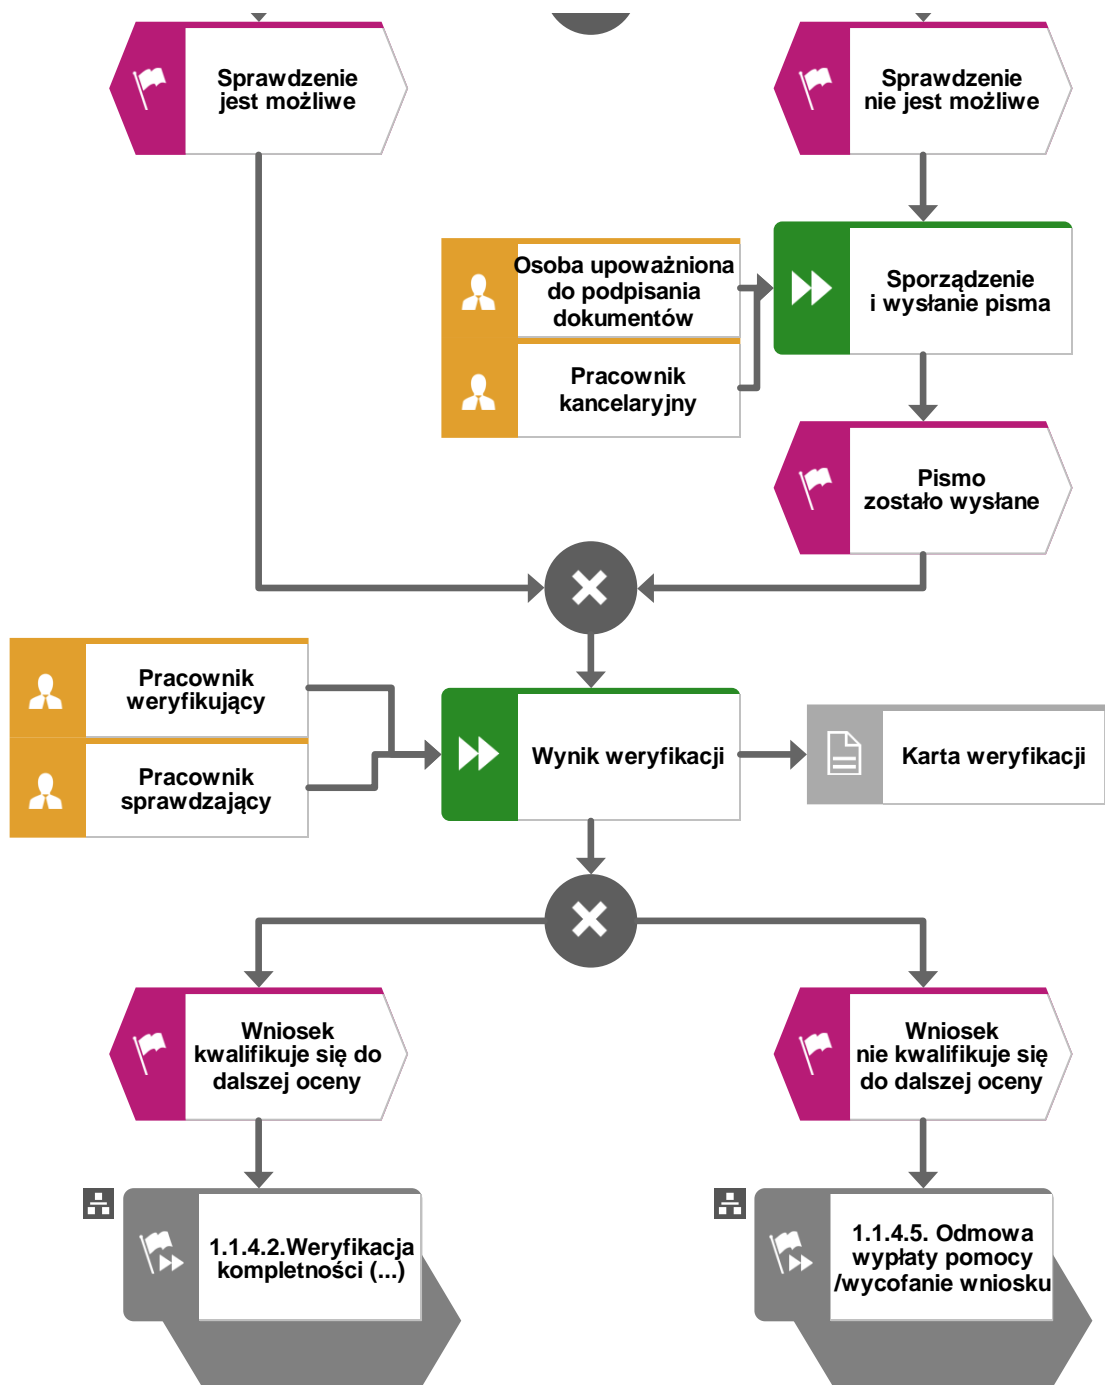 Sprawdzenie
jest możliwe
Sprawdzenie
nie jest możliwe
Osoba upoważniona
do podpisania
dokumentów
Sporządzenie
i wysłanie pisma
Pracownik
kancelaryjny
Pismo
zostało wysłane
Pracownik
weryfikujący
Pracownik
sprawdzający
Wynik weryfikacji
Karta weryfikacji
Wniosek
kwalifikuje się do
dalszej oceny
Wniosek
nie kwalifikuje się
do dalszej oceny
1.1.4.2.Weryfikacja
kompletności (...)
1.1.4.5. Odmowa
wypłaty pomocy
/wycofanie wniosku